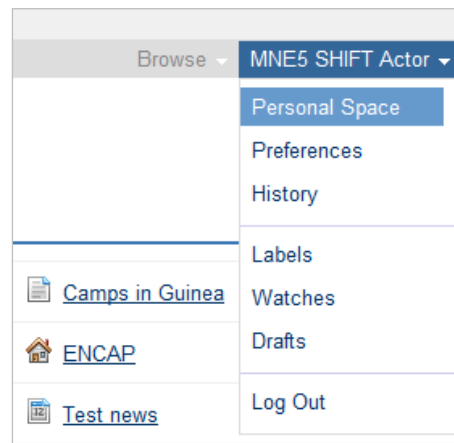 Browse
MNE5 SHIFT Actor
Personal Space
Preferences
History
Labels
Watches
Drafts
Log Out
Camps in Guinea
ENCAP
12
Test news